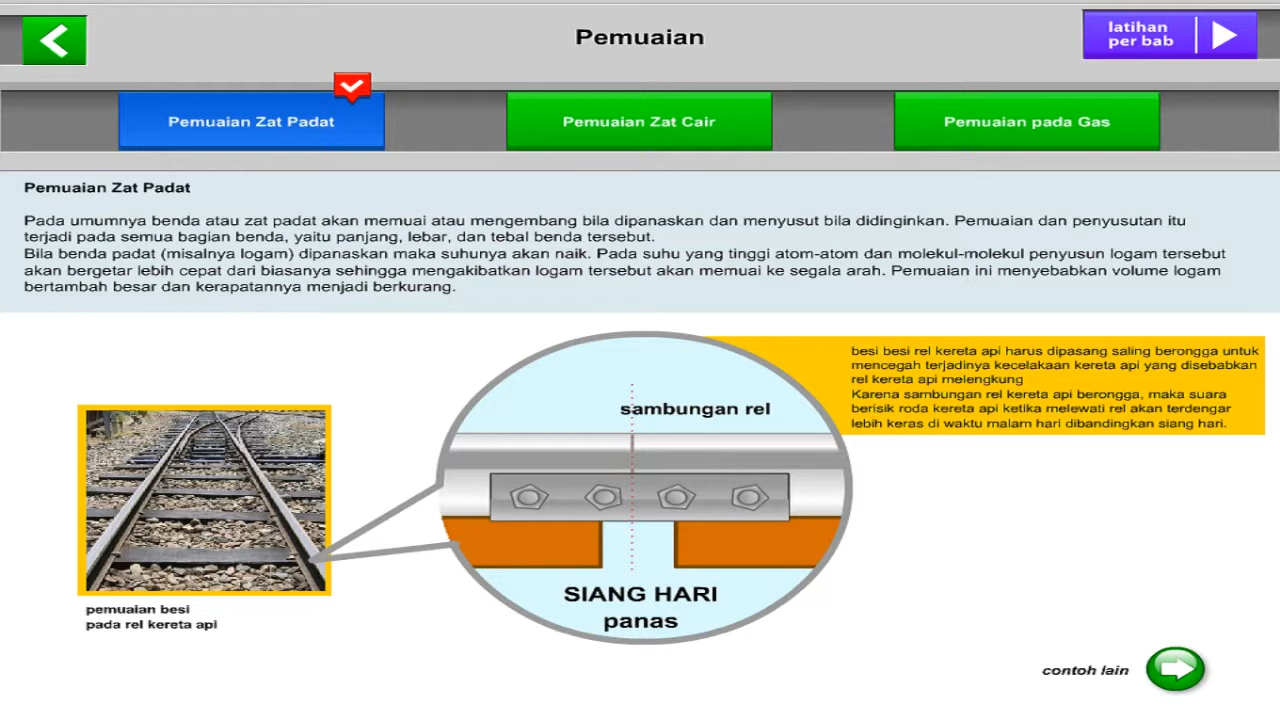 Pemuaian
latihan
per bab
Pemuaian Zat Padat
Pemuaian Zat Cair
Pemuaian pada Gas
Pemuaian Zat Padat
Pada umumnya benda atau zat padat akan memuai atau mengembang bila dipanaskan dan menyusut bila didinginkan. Pemuaian dan penyusutan itu
terjadi pada semua bagian benda, yaitu panjang, lebar, dan tebal benda tersebut.
Bila benda padat (misalnya logam) dipanaskan maka suhunya akan naik. Pada suhu yang tinggi atom-atom dan molekul-molekul penyusun logam tersebut
akan bergetar lebih cepat dari biasanya sehingga mengakibatkan logam tersebut akan memuai ke segala arah. Pemuaian ini menyebabkan volume logam
bertambah besar dan kerapatannya menjadi berkurang.
besi besi rel kereta api harus dipasang saling berongga untuk
mencegah terjadinya kecelakaan kereta api yang disebabkan
rel kereta api melengkung
Karena sambungan rel kereta api berongga, maka suara
berisik roda kereta api ketika melewati rel akan terdengar
lebih keras di waktu malam hari dibandingkan siang hari.
sambungan rel
SIANG HARI
panas
pemuaian besi
pada rel kereta api
contoh lain